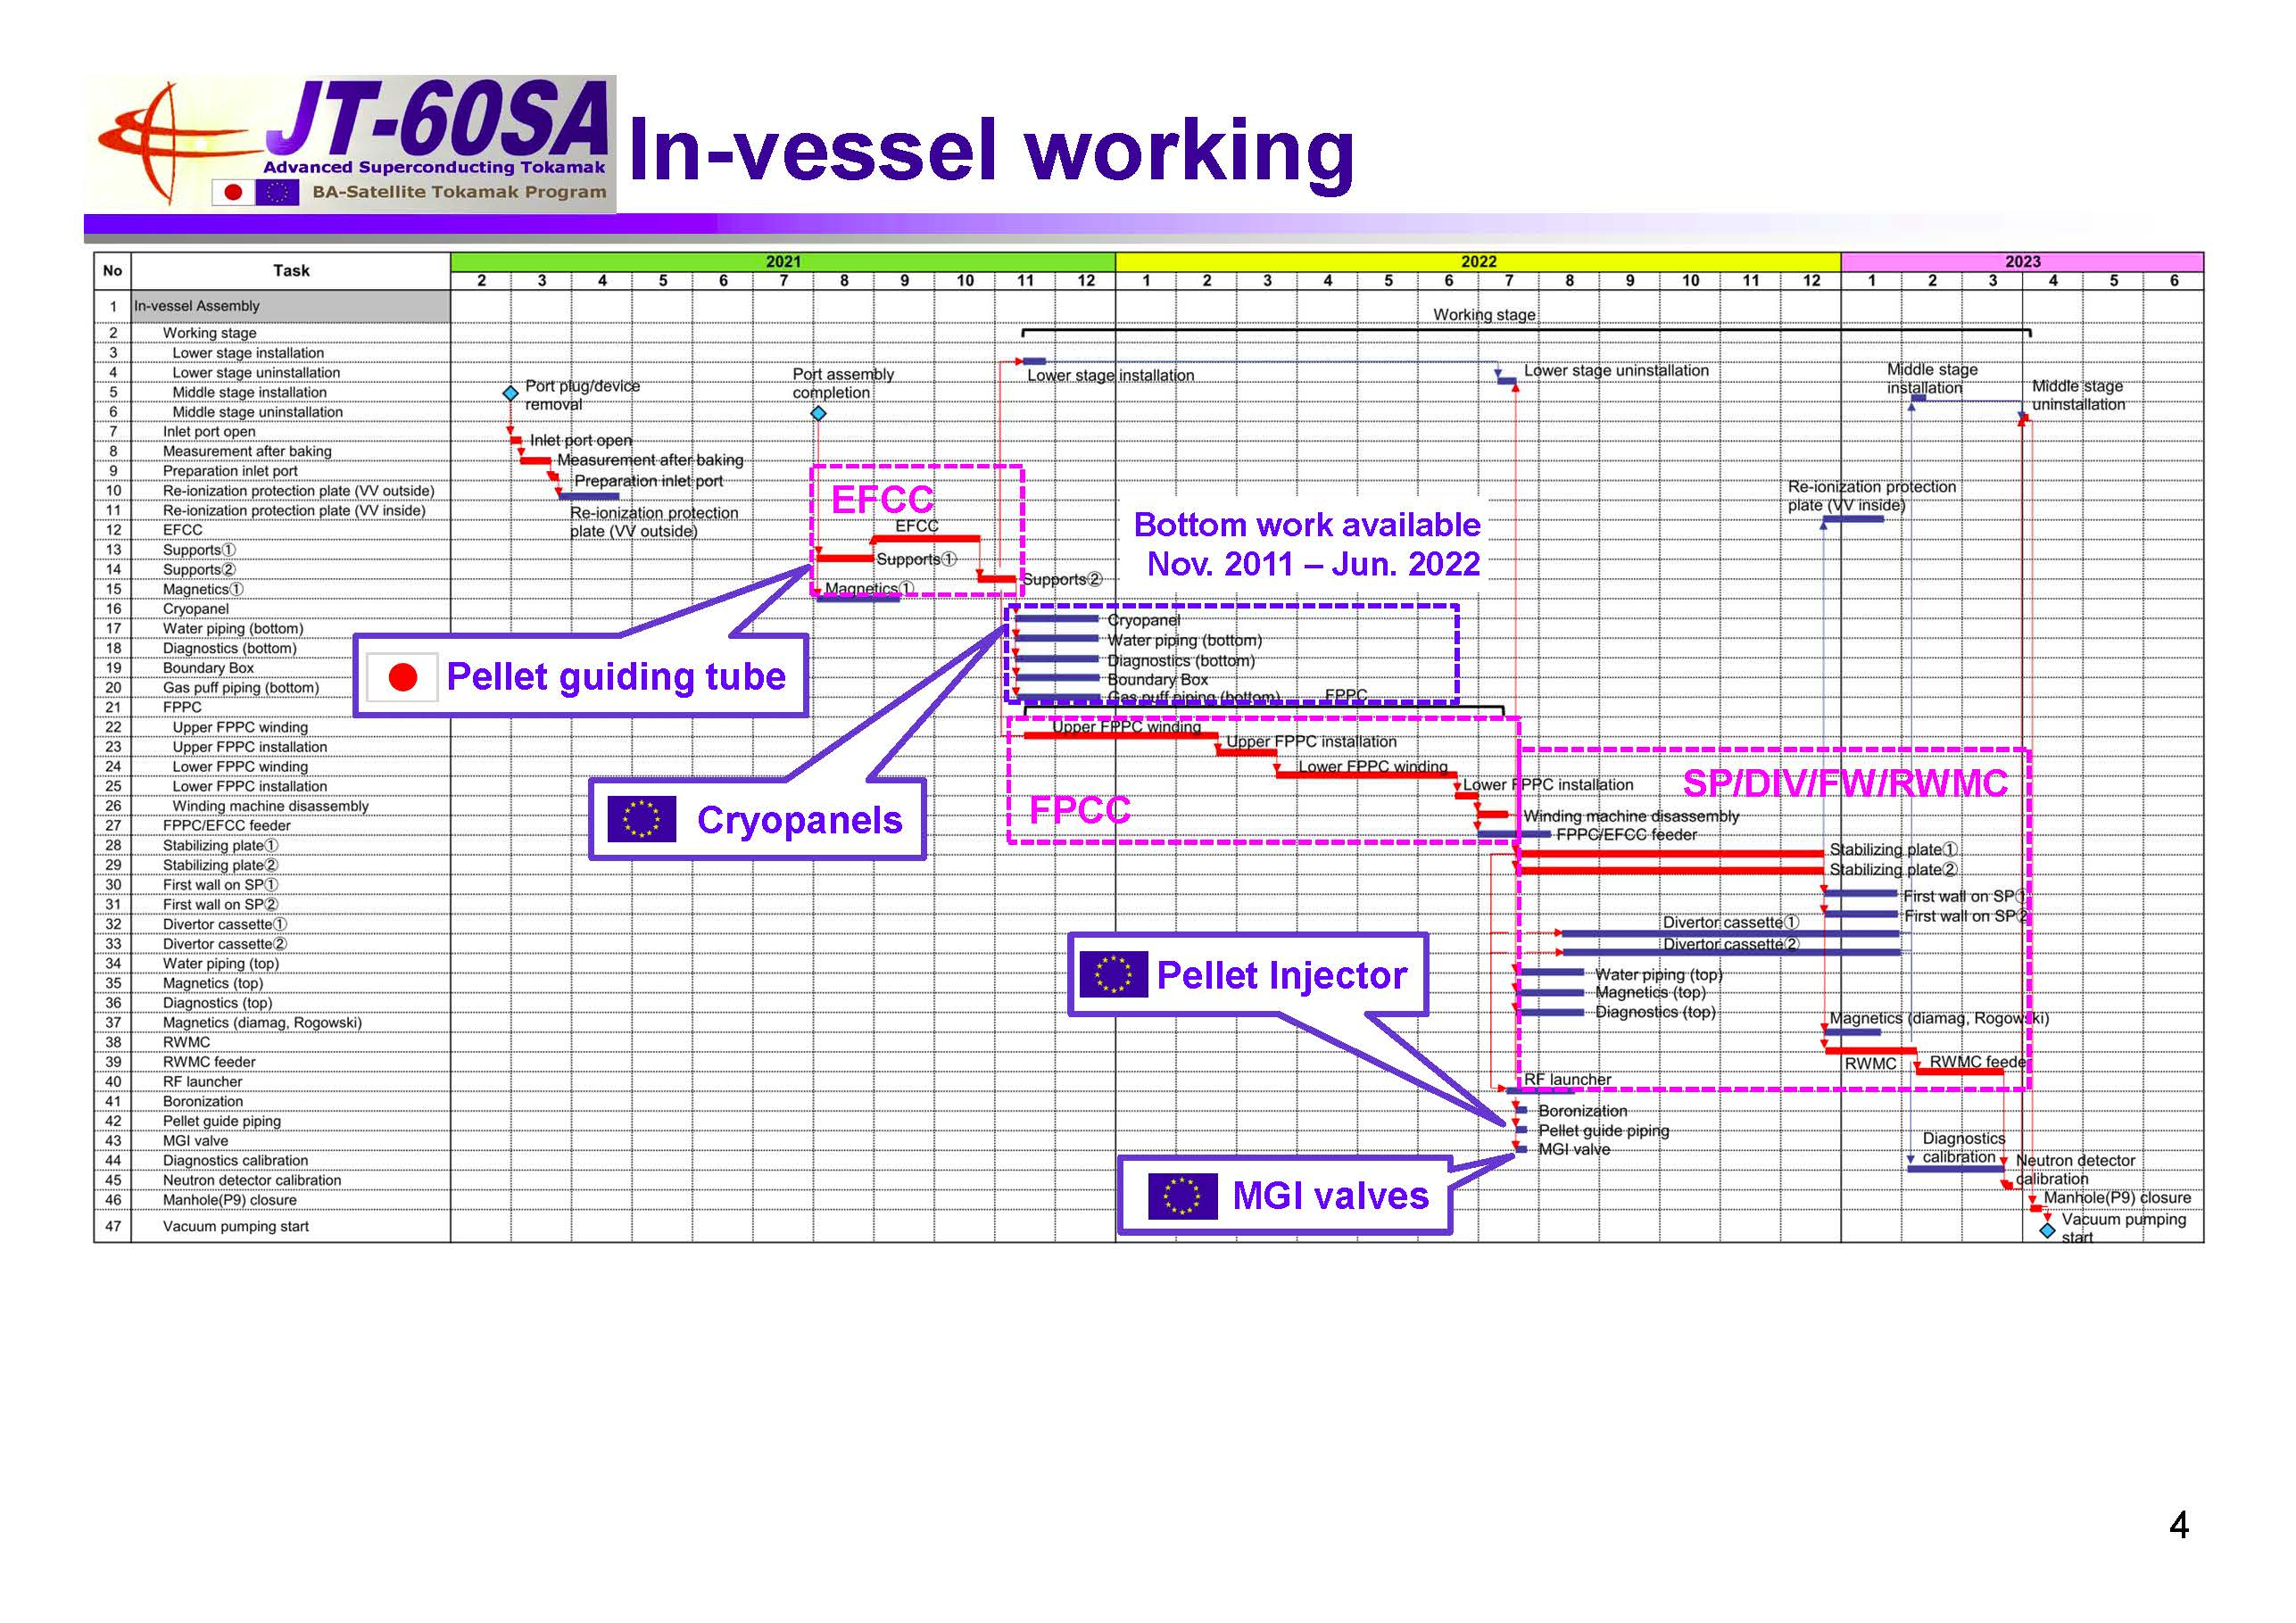 JT-60SA
Advanced Superconducting Tokamak
BA-Satellite Tokamak Program
In-vessel working
No Task 2021 2022 2023
2 3 4 5 6 7 8 9 10 11 12 1 2 3 4 5 6 7 8 9 10 11 12 1 2 3 4 5 6
1 In-vessel Assembly
2 Working stage
3 Lower stage installation
4 Lower stage uninstallation
5 Middle stage installation
6 Middle stage uninstallation
7 Inlet port open
8 Measurement after baking
9 Preparation inlet port
10 Re-ionization protection plate (VV outside)
11 Re-ionization protection plate (VV inside)
12 EFCC
13 Supports①
14 Supports②
15 Magnetics①
16 Cryopanel
17 Water piping (bottom)
18 Diagnostics (bottom)
19 Boundary Box
20 Gas puff piping (bottom)
21 FPPC
22 Upper FPPC winding
23 Upper FPPC installation
24 Lower FPPC winding
25 Lower FPPC installation
26 Winding machine disassembly
27 FPPC/EFCC feeder
28 Stabilizing plate①
29 Stabilizing plate②
30 First wall on SP①
31 First wall on SP②
32 Divertor cassette①
33 Divertor cassette②
34 Water piping (top)
35 Magnetics (top)
36 Diagnostics (top)
37 Magnetics (diamag, Rogowski)
38 RWMC
39 RWMC feeder
40 RF launcher
41 Boronization
42 Pellet guide piping
43 MGI valve
44 Diagnostics calibration
45 Neutron detector calibration
46 Manhole(P9) closure
47 Vacuum pumping start
Working stage
Lower stage installation
Lower stage uninstallation
Middle stage
installation
Middle stage
uninstallation
Port plug/device
removal
Port assembly
completion
Inlet port open
Measurement after baking
Preparation inlet port
Re-ionization protection
plate (VV outside)
Re-ionization protection
plate (VV inside)
EFCC
EFCC
Supports①
Supports②
Magnetics①
Bottom work available
Nov. 2011 – Jun. 2022
Cryopanel
Water piping (bottom)
Diagnostics (bottom)
Boundary Box
Gas puff piping (bottom)
FPPC
Pellet guiding tube
Cryopanels
Upper FPPC winding
Upper FPPC installation
Lower FPPC winding
Lower FPPC installation
FPCC
Winding machine disassembly
FPPC/EFCC feeder
SP/DIV/FW/RWMC
Stabilizing plate①
Stabilizing plate②
First wall on SP①
First wall on SP②
Divertor cassette①
Divertor cassette②
Pellet Injector
Water piping (top)
Magnetics (top)
Diagnostics (top)
Magnetics (diamag, Rogowski)
RWMC
RWMC feeder
RF launcher
Boronization
Pellet guide piping
MGI valve
MGI valves
Diagnostics
calibration
Neutron detector
calibration
Manhole(P9) closure
Vacuum pumping
start
4